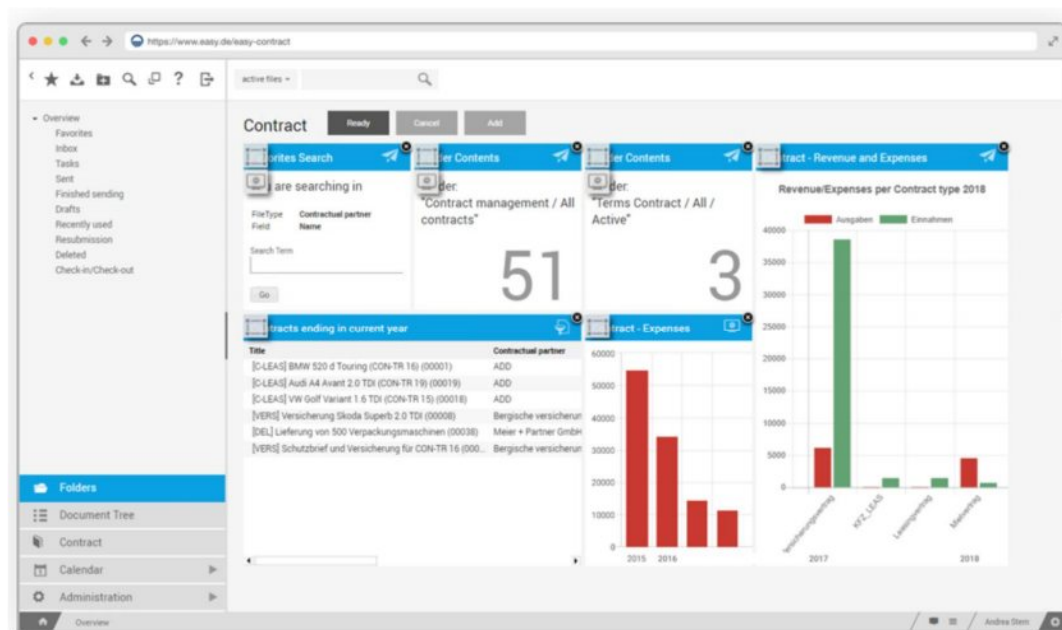 https://www.easy.de/easy-contract
active files
Overview
Favorites
Inbox
Tasks
Sent
Finished sending
Drafts
Recently used
Resubmission
Deleted
Check-in/Check-out
Folders
Document Tree
Contract
Calendar
Administration
Contract
Ready
Cancel
Add
orites Search
are searching in
FileType Contractual partner
Field Name
Search Term
Go
er Contents
der:
"Contract management / All
contracts"
51
er Contents
der:
"Terms Contract / All /
Active"
3
tract - Revenue and Expenses
Revenue/Expenses per Contract type 2018
Ausgaben Einnahmen
40000
35000
30000
25000
20000
15000
10000
5000
0
ersicherungsvertrag
KFZ_LEAS
Leasingvertrag
Mietvertrag
2017 2018
tracts ending in current year
Title Contractual partner
[C-LEAS] BMW 520 d Touring (CON-TR 16) (00001) ADD
[C-LEAS] Audi A4 Avant 2.0 TDI (CON-TR 19) (00019) ADD
[C-LEAS] VW Golf Variant 1.6 TDI (CON-TR 15) (00018) ADD
[VERS] Versicherung Skoda Superb 2.0 TDI (00008) Bergische versicherun
[DEL] Lieferung von 500 Verpackungsmaschinen (00038) Meier + Partner GmbH
[VERS] Schutzbrief und Versicherung für CON-TR 16 (000... Bergische versicherun
tract - Expenses
60000
50000
40000
30000
20000
10000
0
2015 2016
Overview
Andrea Stern